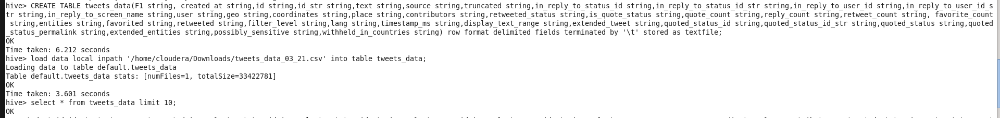 hive> CREATE TABLE tweets_data(F1 string, created_at string,id string,id_str string,text string,source string,truncated string,in_reply_to_status_id string,in_reply_to_status_id_str string,in_reply_to_user_id string,in_reply_to_user_id_s
tr string,in_reply_to_screen_name string,user string,geo string,coordinates string,place string,contributors string,retweeted_status string,is_quote_status string,quote_count string,reply_count string,retweet_count string, favorite_count
 string,entities string,favorited string,retweeted string,filter_level string,lang string,timestamp_ms string,display_text_range string,extended_tweet string,quoted_status_id string,quoted_status_id_str string,quoted_status string,quoted
_status_permalink string,extended_entities string,possibly_sensitive string,withheld_in_countries string) row format delimited fields terminated by '\t' stored as textfile;
OK
Time taken: 6.212 seconds
hive> load data local inpath '/home/cloudera/Downloads/tweets_data_03_21.csv' into table tweets_data;
Loading data to table default.tweets_data
Table default.tweets_data stats: [numFiles=1, totalSize=33422781]
OK
Time taken: 3.601 seconds
hive> select * from tweets_data limit 10;
OK